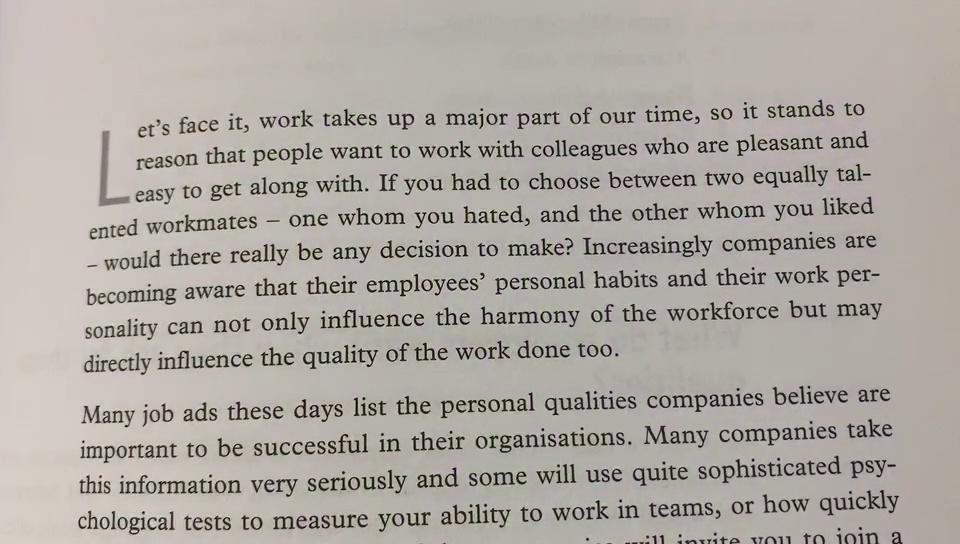 Let's face it, work takes up a major part of our time, so it stands to
reason that people want to work with colleagues who are pleasant and
easy to get along with. If you had to choose between two equally tal-
ented workmates – one whom you hated, and the other whom you liked
– would there really be any decision to make? Increasingly companies are
becoming aware that their employees' personal habits and their work per-
sonality can not only influence the harmony of the workforce but may
directly influence the quality of the work done too.
Many job ads these days list the personal qualities companies believe are
important to be successful in their organisations. Many companies take
this information very seriously and some will use quite sophisticated psy-
chological tests to measure your ability to work in teams, or how quickly
will invite you to join a